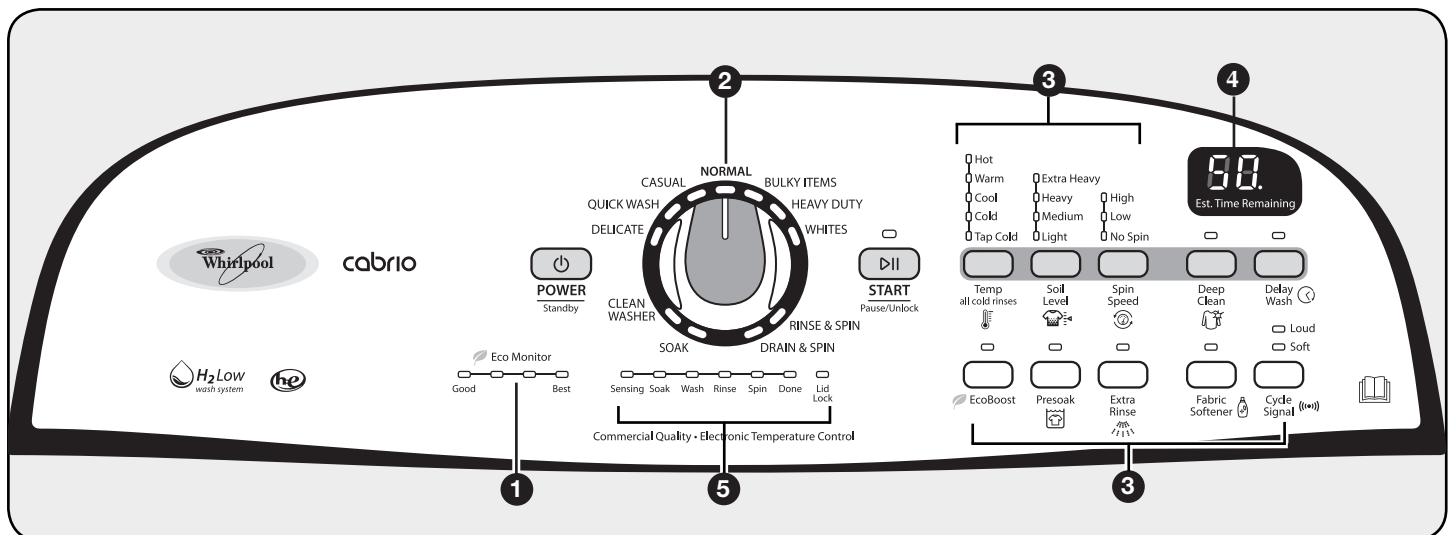 2
3
4
NORMAL
CASUAL
BULKY ITEMS
QUICK WASH
HEAVY DUTY
DELICATE
WHITES
CLEAN
WASHER
RINSE & SPIN
SOAK
DRAIN & SPIN
Whirlpool
cabrio
POWER
Standby
START
Pause/Unlock
Hot
Warm
Cool
Cold
Tap Cold
Extra Heavy
Heavy
Medium
Light
High
Low
No Spin
50.
Est. Time Remaining
Temp
all cold rinses
Soil
Level
Spin
Speed
Deep
Clean
Delay
Wash
Loud
Soft
H2Low
wash system
he
Eco Monitor
Good
Best
Sensing
Soak
Wash
Rinse
Spin
Done
Lid
Lock
Commercial Quality • Electronic Temperature Control
EcoBoost
Presoak
Extra
Rinse
Fabric
Softener
Cycle
Signal
1
5
3